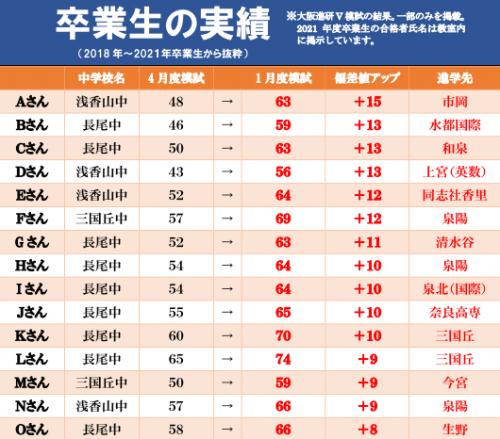 卒業生の実績
(2018年～2021年卒業生から抜粋)
※大阪進研V模試の結果。一部のみを掲載。
2021年度卒業生の合格者氏名は教室内
に掲示しています。
中学校名 4月度模試 1月度模試 偏差値アップ 進学先
Aさん 浅香山中 48 → 63 +15 市岡
Bさん 長尾中 46 → 59 +13 水都国際
Cさん 長尾中 50 → 63 +13 和泉
Dさん 浅香山中 43 → 56 +13 上宮(英数)
Eさん 浅香山中 52 → 64 +12 同志社香里
Fさん 三国丘中 57 → 69 +12 泉陽
Gさん 長尾中 52 → 63 +11 清水谷
Hさん 長尾中 54 → 64 +10 泉陽
Iさん 長尾中 54 → 64 +10 泉北(国際)
Jさん 長尾中 55 → 65 +10 奈良高専
Kさん 長尾中 60 → 70 +10 三国丘
Lさん 長尾中 65 → 74 +9 三国丘
Mさん 三国丘中 50 → 59 +9 今宮
Nさん 浅香山中 57 → 66 +9 泉陽
Oさん 長尾中 58 → 66 +8 生野